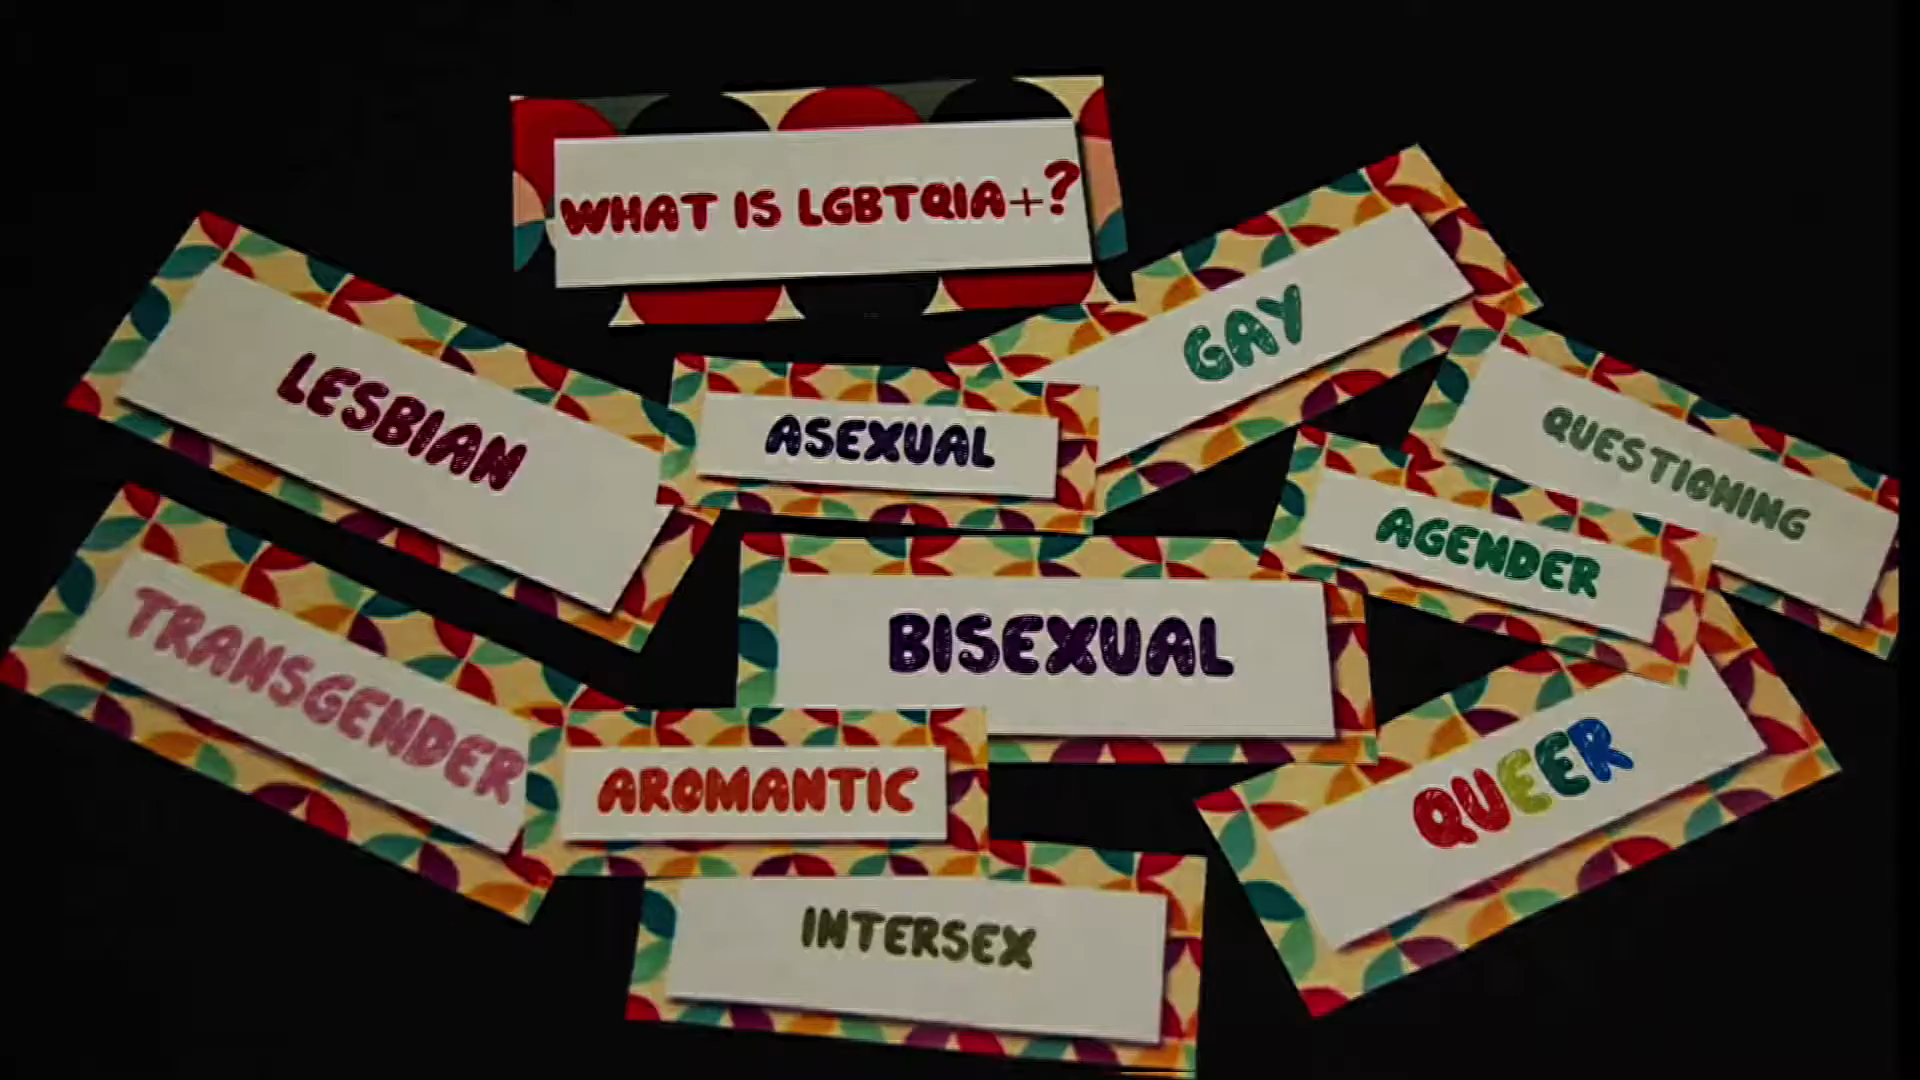 WHAT IS LGBTQIA+?
GAY
LESBIAN
ASEXUAL
QUESTIONING
AGENDER
BISEXUAL
TRANSGENDER
AROMANTIC
QUEER
INTERSEX